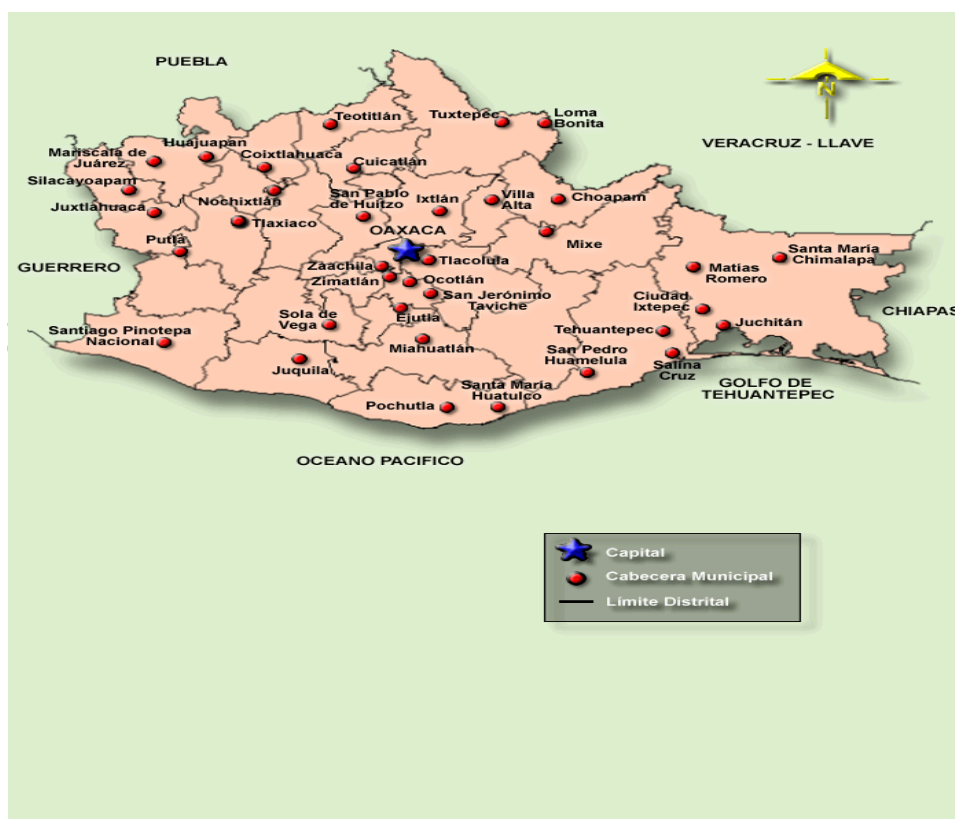 PUEBLA
N
VERACRUZ - LLAVE
Teotitlán
Tuxtepec
Loma
Bonita
Huajuapan
Mariscala de
Juárez
Coixtlahuaca
Cuicatlán
Silacayoapam
Nochixtlán
San Pablo
de Huitzo
Ixtlán
Villa
Alta
Choapam
Juxtlahuaca
Tlaxiaco
OAXACA
Putla
Mixe
Santa María
Chimalapa
GUERRERO
Zaachila
Tlacolula
Matías
Romero
Zimatlán
Ocotlán
San Jerónimo
Taviche
Ciudad
Ixtepec
CHIAPAS
Santiago Pinotepa
Nacional
Sola de
Vega
Ejutla
Tehuantepec
Juchitán
Miahuatlán
San Pedro
Huamelula
Salina
Cruz
Juquila
GOLFO DE
TEHUANTEPEC
Santa María
Huatulco
Pochutla
OCEANO PACIFICO
Capital
Cabecera Municipal
Límite Distrital